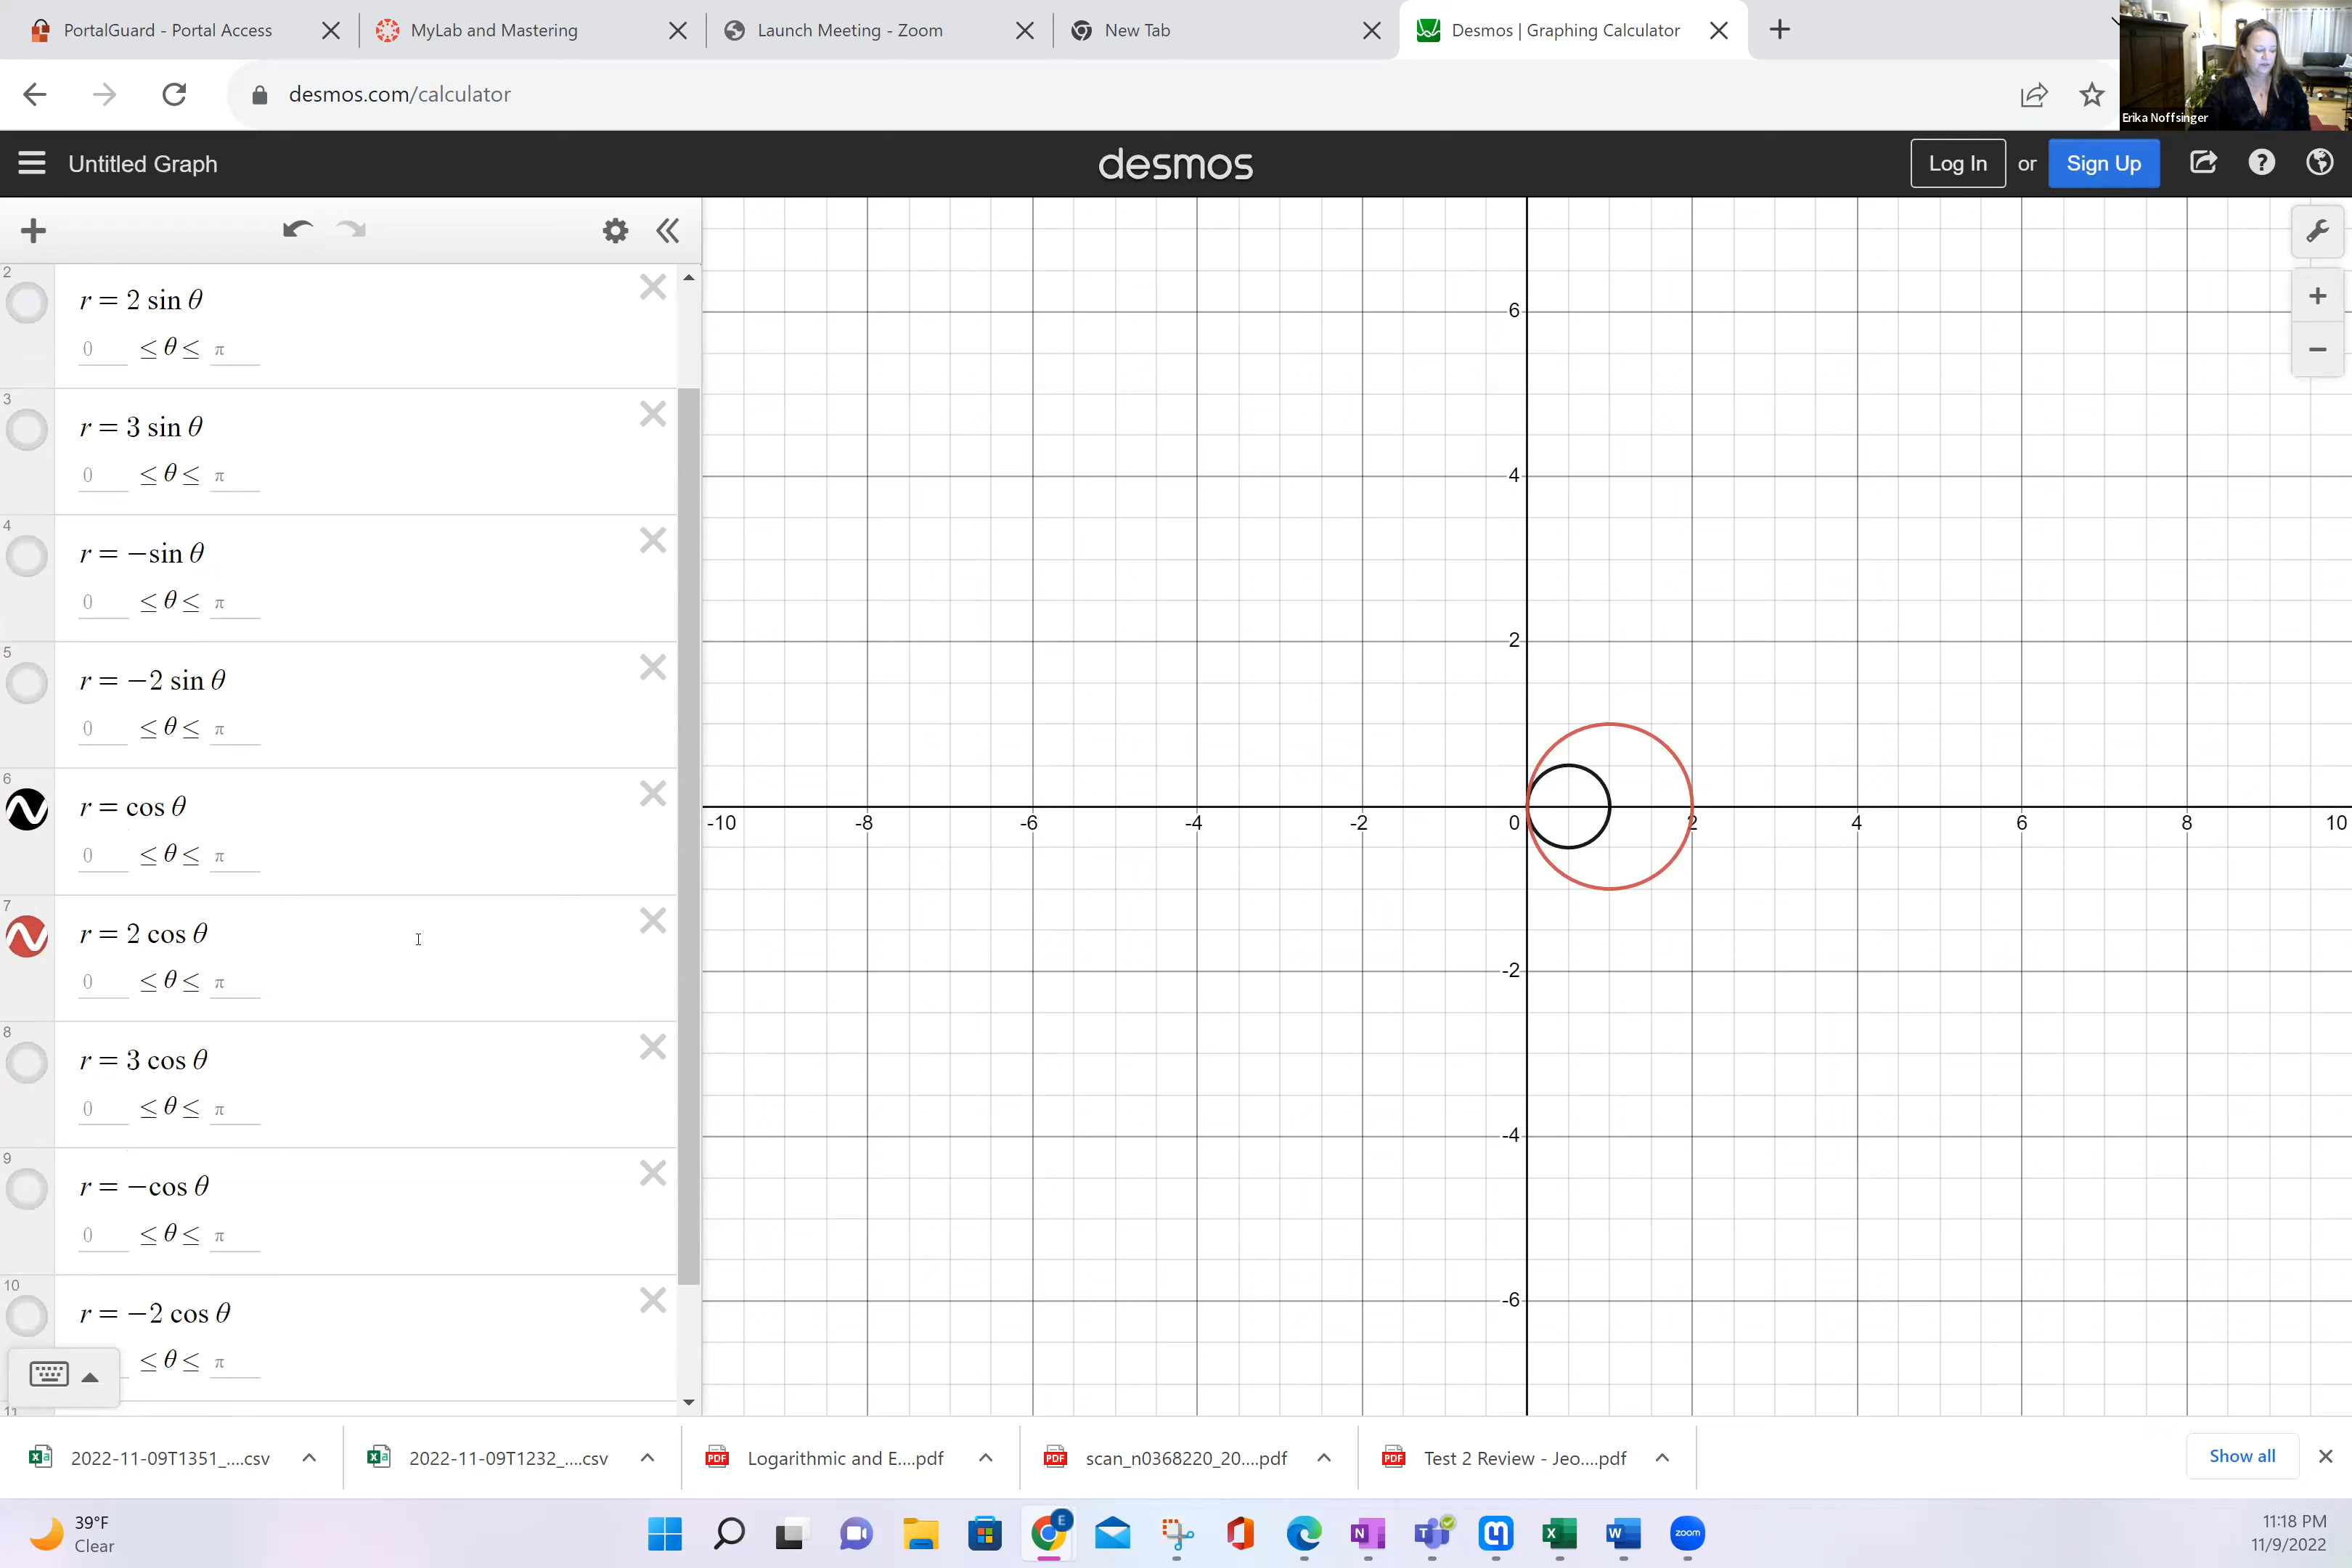 PortalGuard - Portal Access
MyLab and Mastering
Launch Meeting - Zoom
New Tab
Desmos | Graphing Calculator
desmos.com/calculator
Erika Noffsinger
Untitled Graph
desmos
Log In or Sign Up
2
r = 2 sin θ
0 ≤ θ ≤ π
3
r = 3 sin θ
0 ≤ θ ≤ π
4
r = −sin θ
0 ≤ θ ≤ π
5
r = −2 sin θ
0 ≤ θ ≤ π
6
r = cos θ
0 ≤ θ ≤ π
7
r = 2 cos θ
0 ≤ θ ≤ π
8
r = 3 cos θ
0 ≤ θ ≤ π
9
r = −cos θ
0 ≤ θ ≤ π
10
r = −2 cos θ
≤ θ ≤ π
11
6
4
2
-10 -8 -6 -4 -2 0 2 4 6 8 10
-2
-4
-6
2022-11-09T1351_....csv
2022-11-09T1232_....csv
PDF Logarithmic and E....pdf
PDF scan_n0368220_20....pdf
PDF Test 2 Review - Jeo....pdf
Show all
39°F
Clear
E
zoom
11:18 PM
11/9/2022